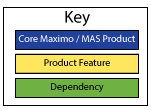 Key
Core Maximo / MAS Product
Product Feature
Dependency